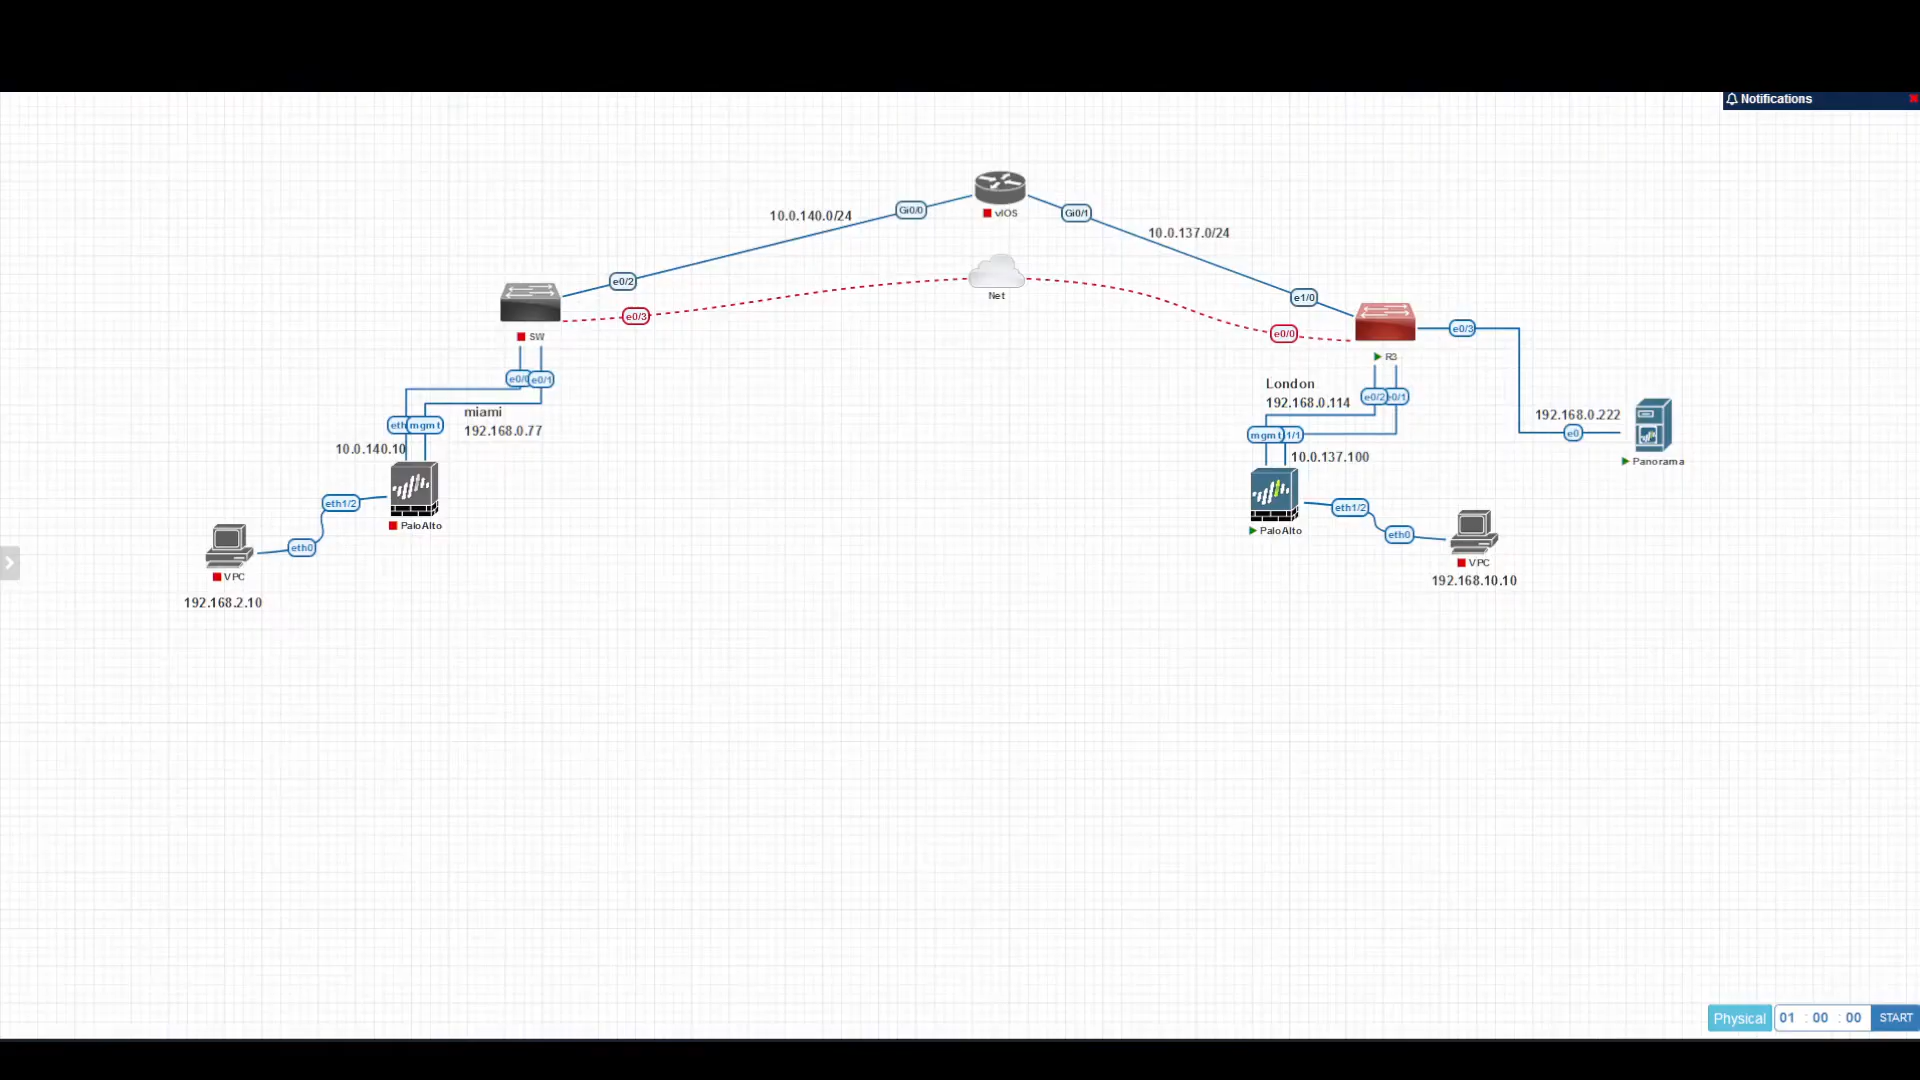 Notifications
10.0.140.0/24
Gi0/0
vIOS
Gi0/1
10.0.137.0/24
Net
e0/2
e0/3
SW
e1/0
e0/0
e0/3
R3
e0/1
miami
192.168.0.77
mgmt
10.0.140.10
London
192.168.0.114
e0/2
mgmt
10.0.137.100
192.168.0.222
e0
Panorama
eth1/2
PaloAlto
eth0
VPC
192.168.2.10
eth1/2
PaloAlto
eth0
VPC
192.168.10.10
Physical
01 : 00 : 00
START